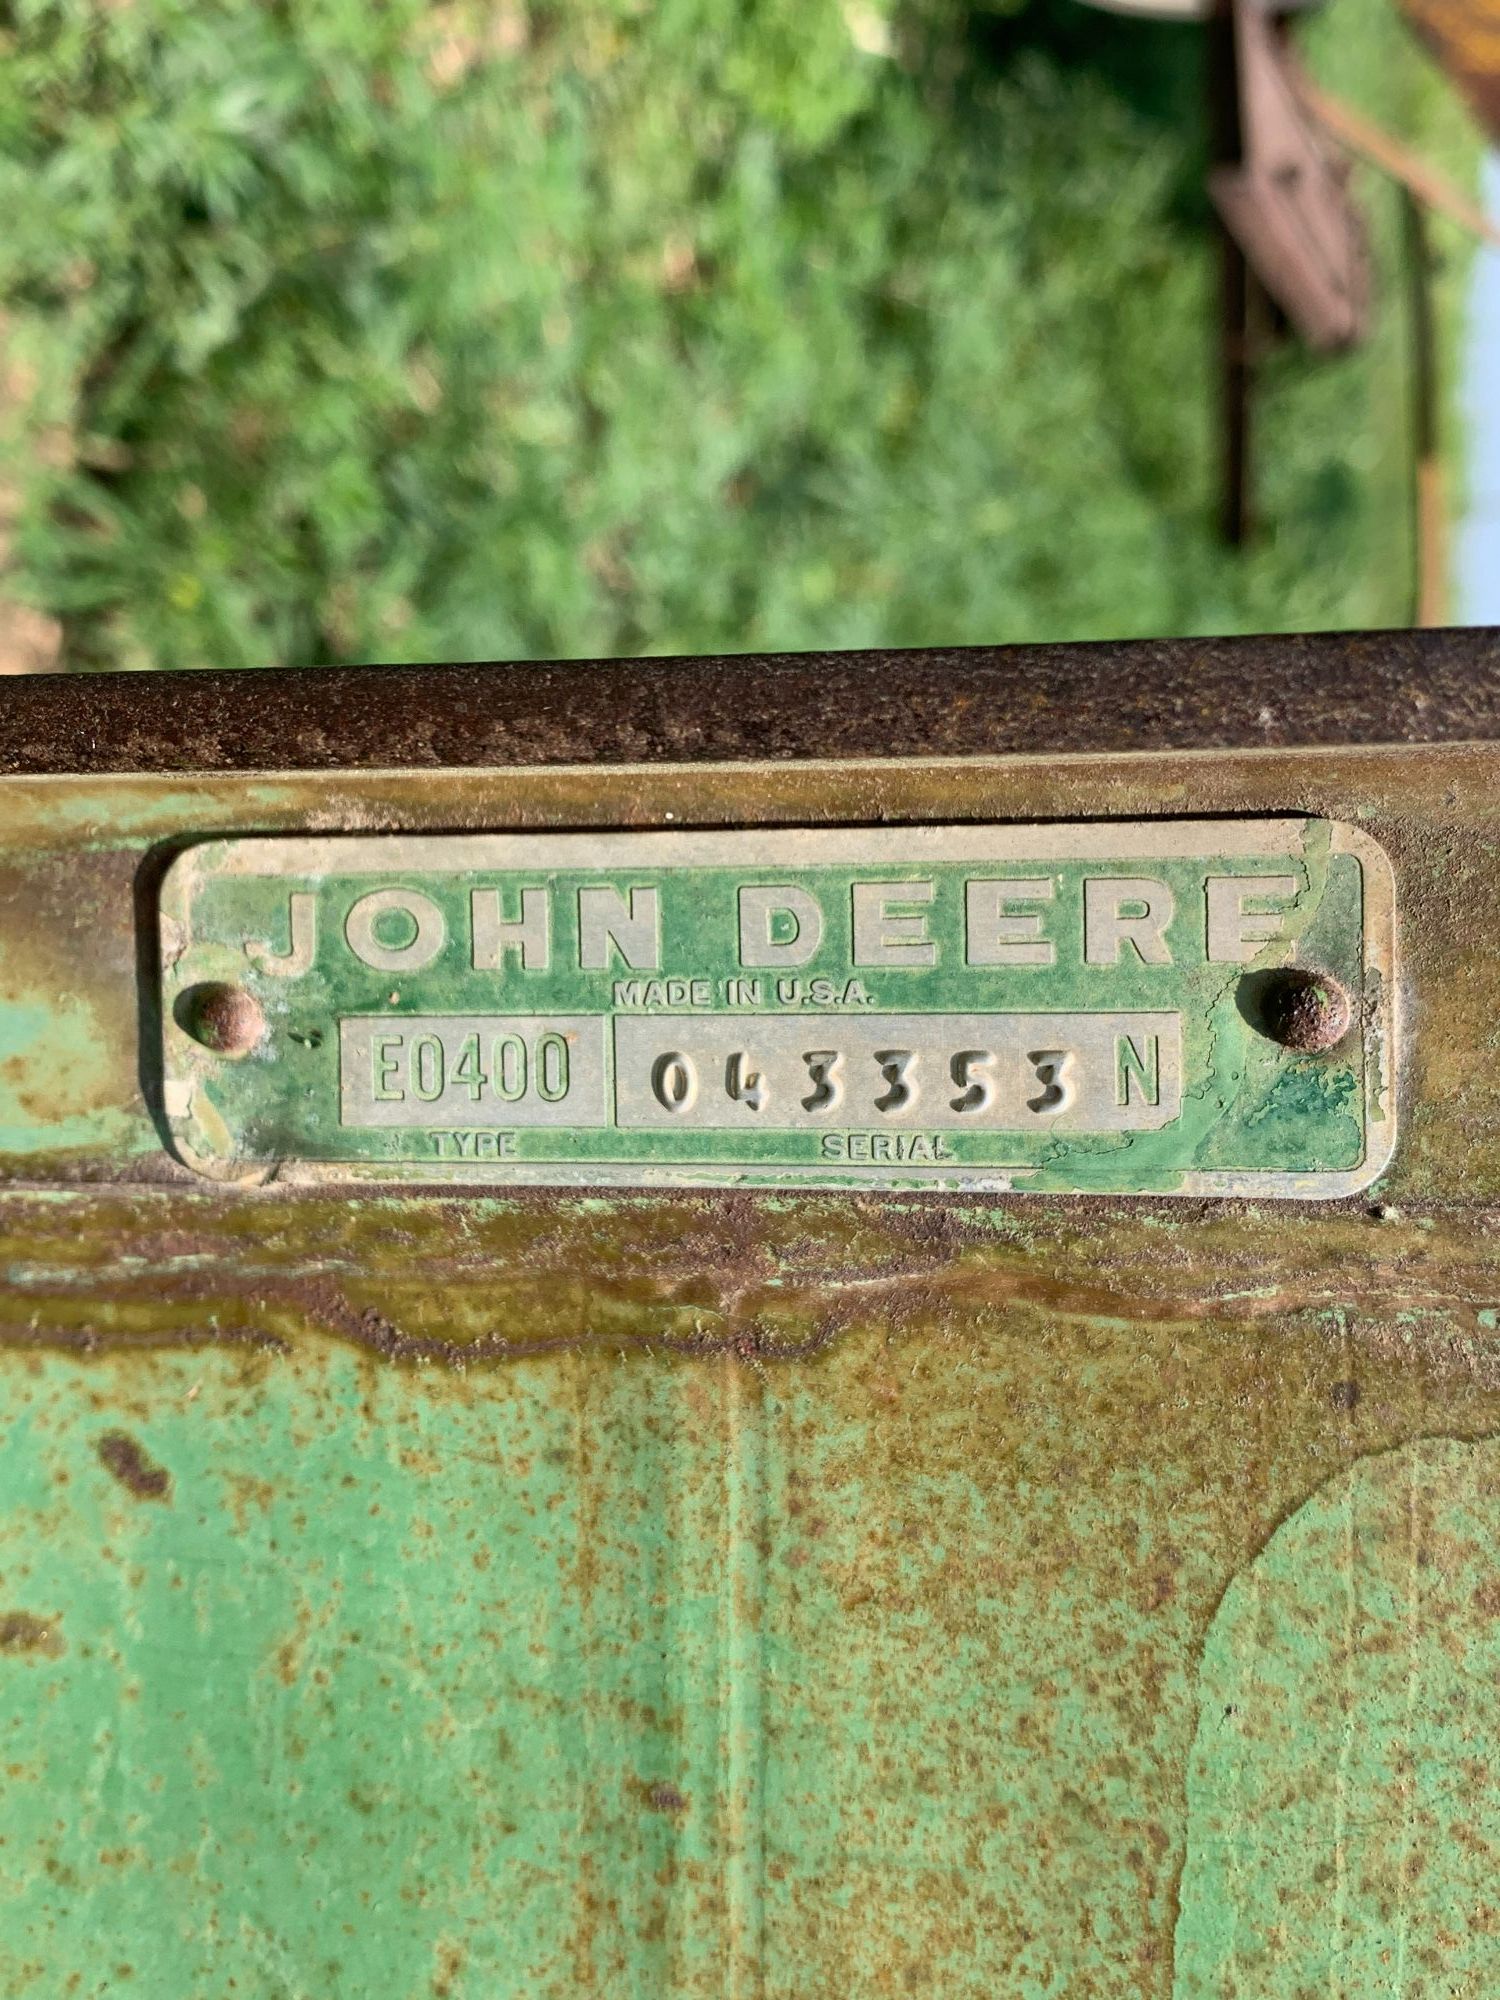 JOHN DEERE
MADE IN U.S.A.
E0400 043353 N
TYPE SERIAL